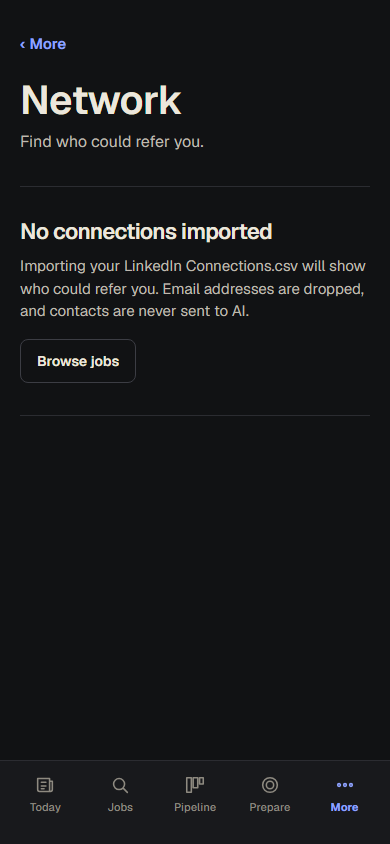 ‹ More
Network
Find who could refer you.
No connections imported
Importing your LinkedIn Connections.csv will show
who could refer you. Email addresses are dropped,
and contacts are never sent to AI.
Browse jobs
Today
Jobs
Pipeline
Prepare
More